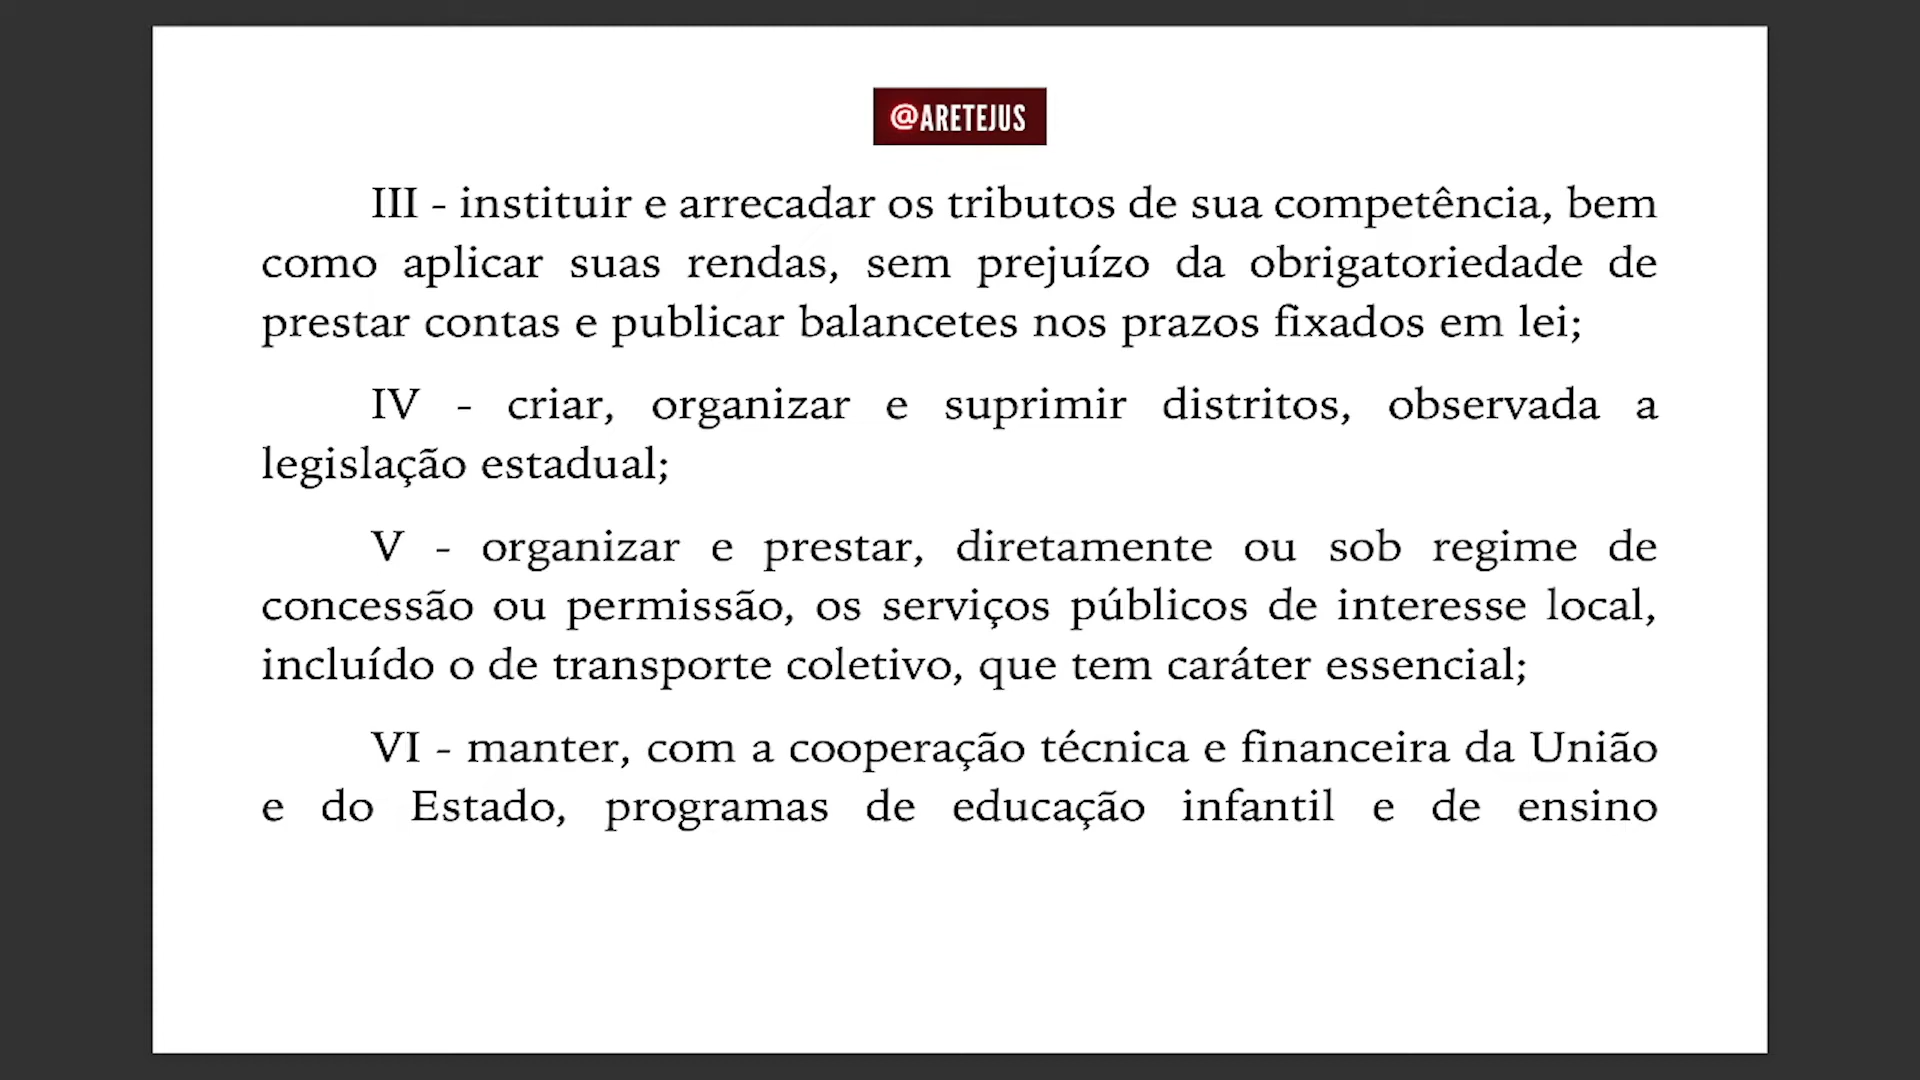 @ARETEJUS
III - instituir e arrecadar os tributos de sua competência, bem
como aplicar suas rendas, sem prejuízo da obrigatoriedade de
prestar contas e publicar balancetes nos prazos fixados em lei;
IV - criar, organizar e suprimir distritos, observada a
legislação estadual;
V - organizar e prestar, diretamente ou sob regime de
concessão ou permissão, os serviços públicos de interesse local,
incluído o de transporte coletivo, que tem caráter essencial;
VI - manter, com a cooperação técnica e financeira da União
e do Estado, programas de educação infantil e de ensino